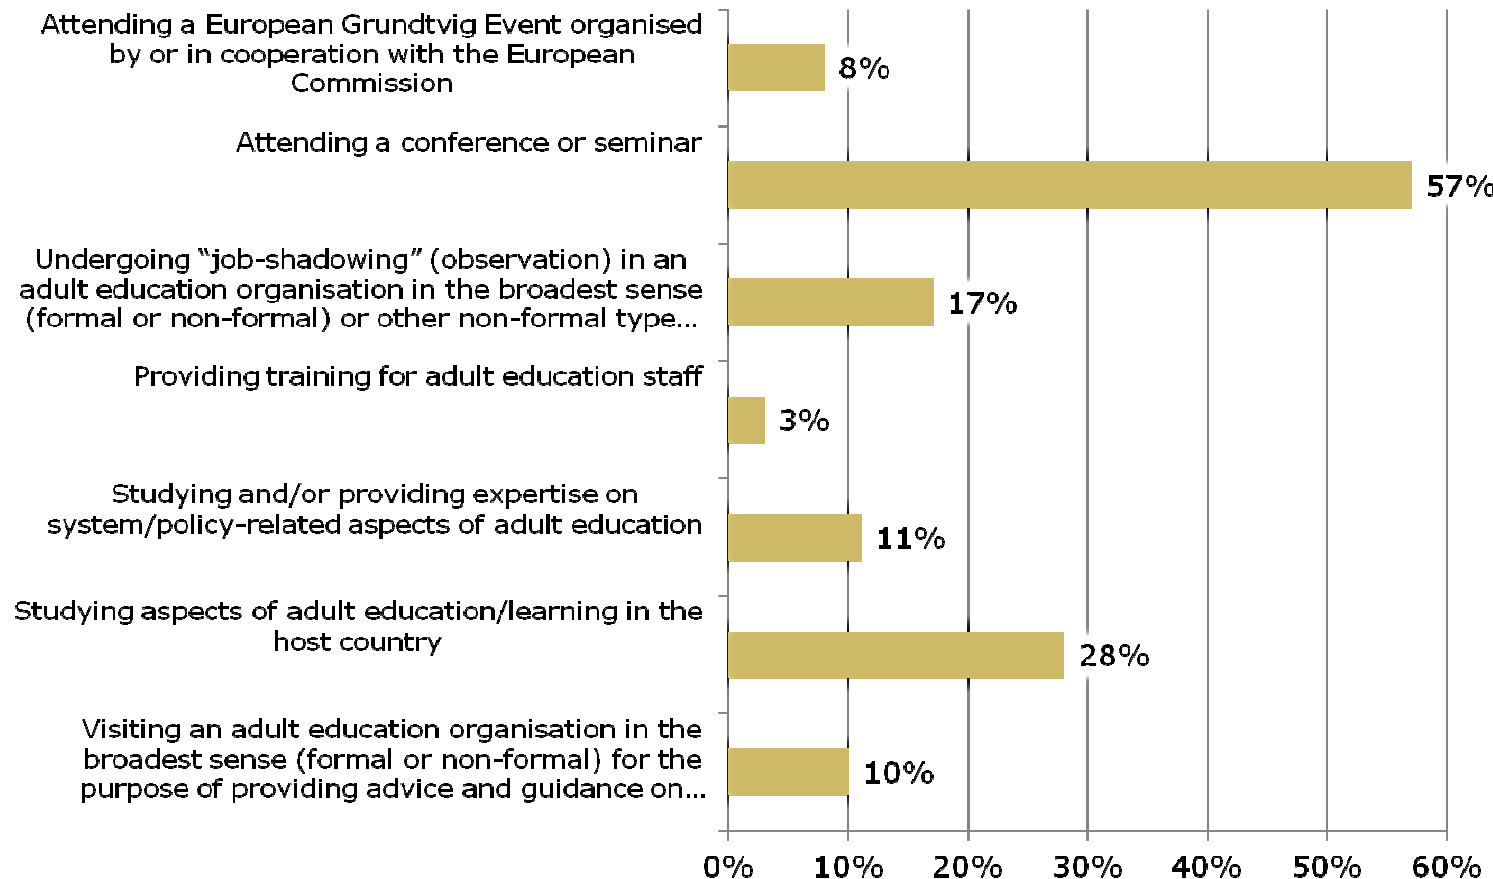 Attending a European Grundtvig Event organised
by or in cooperation with the European
Commission
8%
Attending a conference or seminar
57%
Undergoing “job-shadowing” (observation) in an
adult education organisation in the broadest sense
(formal or non-formal) or other non-formal type...
17%
Providing training for adult education staff
3%
Studying and/or providing expertise on
system/policy-related aspects of adult education
11%
Studying aspects of adult education/learning in the
host country
28%
Visiting an adult education organisation in the
broadest sense (formal or non-formal) for the
purpose of providing advice and guidance on...
10%
0% 10% 20% 30% 40% 50% 60%